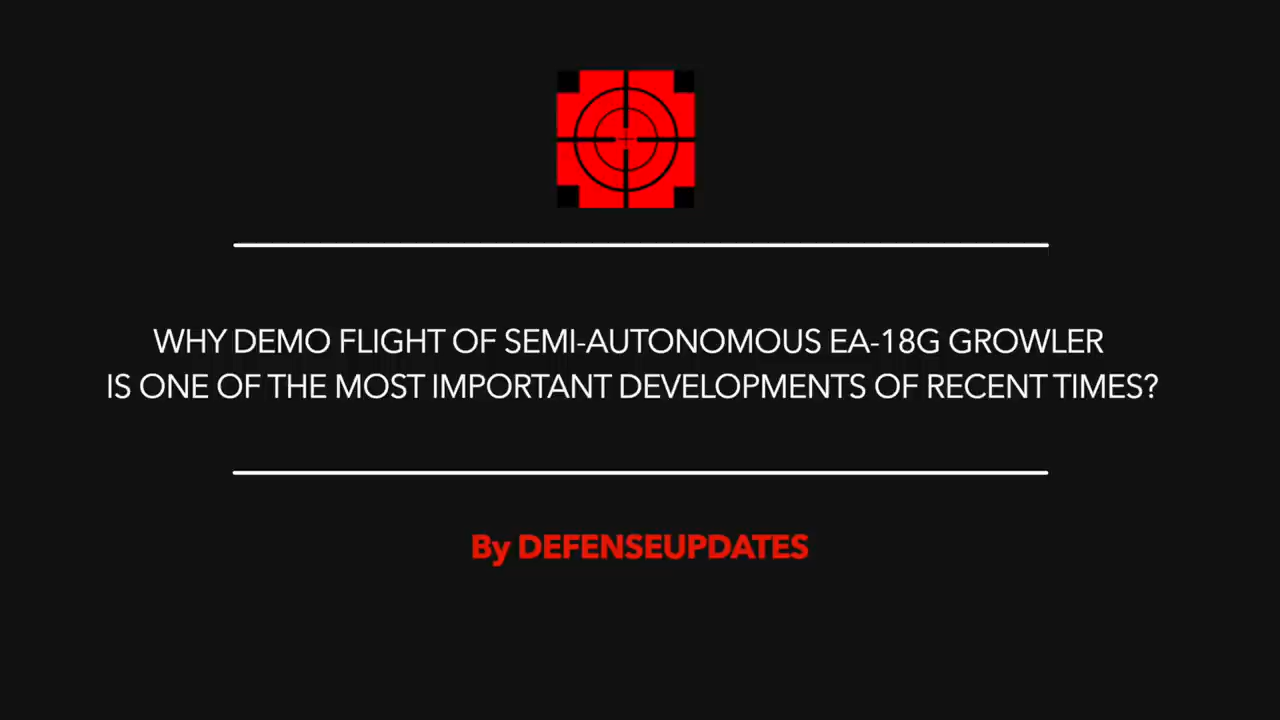 WHY DEMO FLIGHT OF SEMI-AUTONOMOUS EA-18G GROWLER
IS ONE OF THE MOST IMPORTANT DEVELOPMENTS OF RECENT TIMES?
By DEFENSEUPDATES